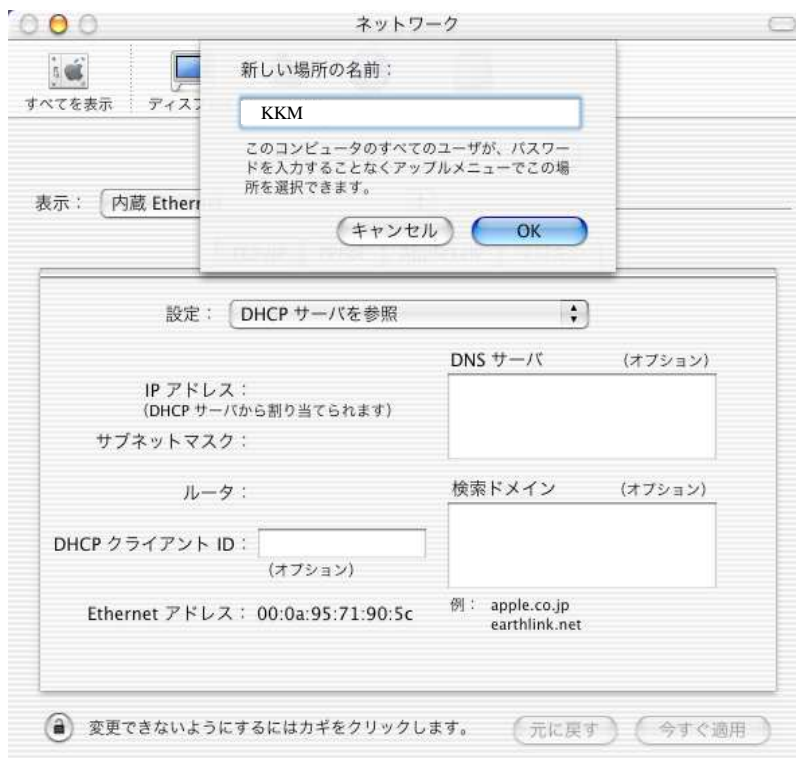 ネットワーク
すべてを表示
ディスプ
新しい場所の名前：
KKM
このコンピュータのすべてのユーザが、パスワー
ドを入力することなくアップルメニューでこの場
所を選択できます。
キャンセル
OK
表示：
内蔵 Ethern
設定：
DHCP サーバを参照
DNS サーバ (オプション)
IP アドレス：
(DHCP サーバから割り当てられます)
サブネットマスク：
ルータ：
検索ドメイン (オプション)
DHCP クライアント ID：
(オプション)
例： apple.co.jp
earthlink.net
Ethernet アドレス： 00:0a:95:71:90:5c
変更できないようにするにはカギをクリックします。
元に戻す
今すぐ適用